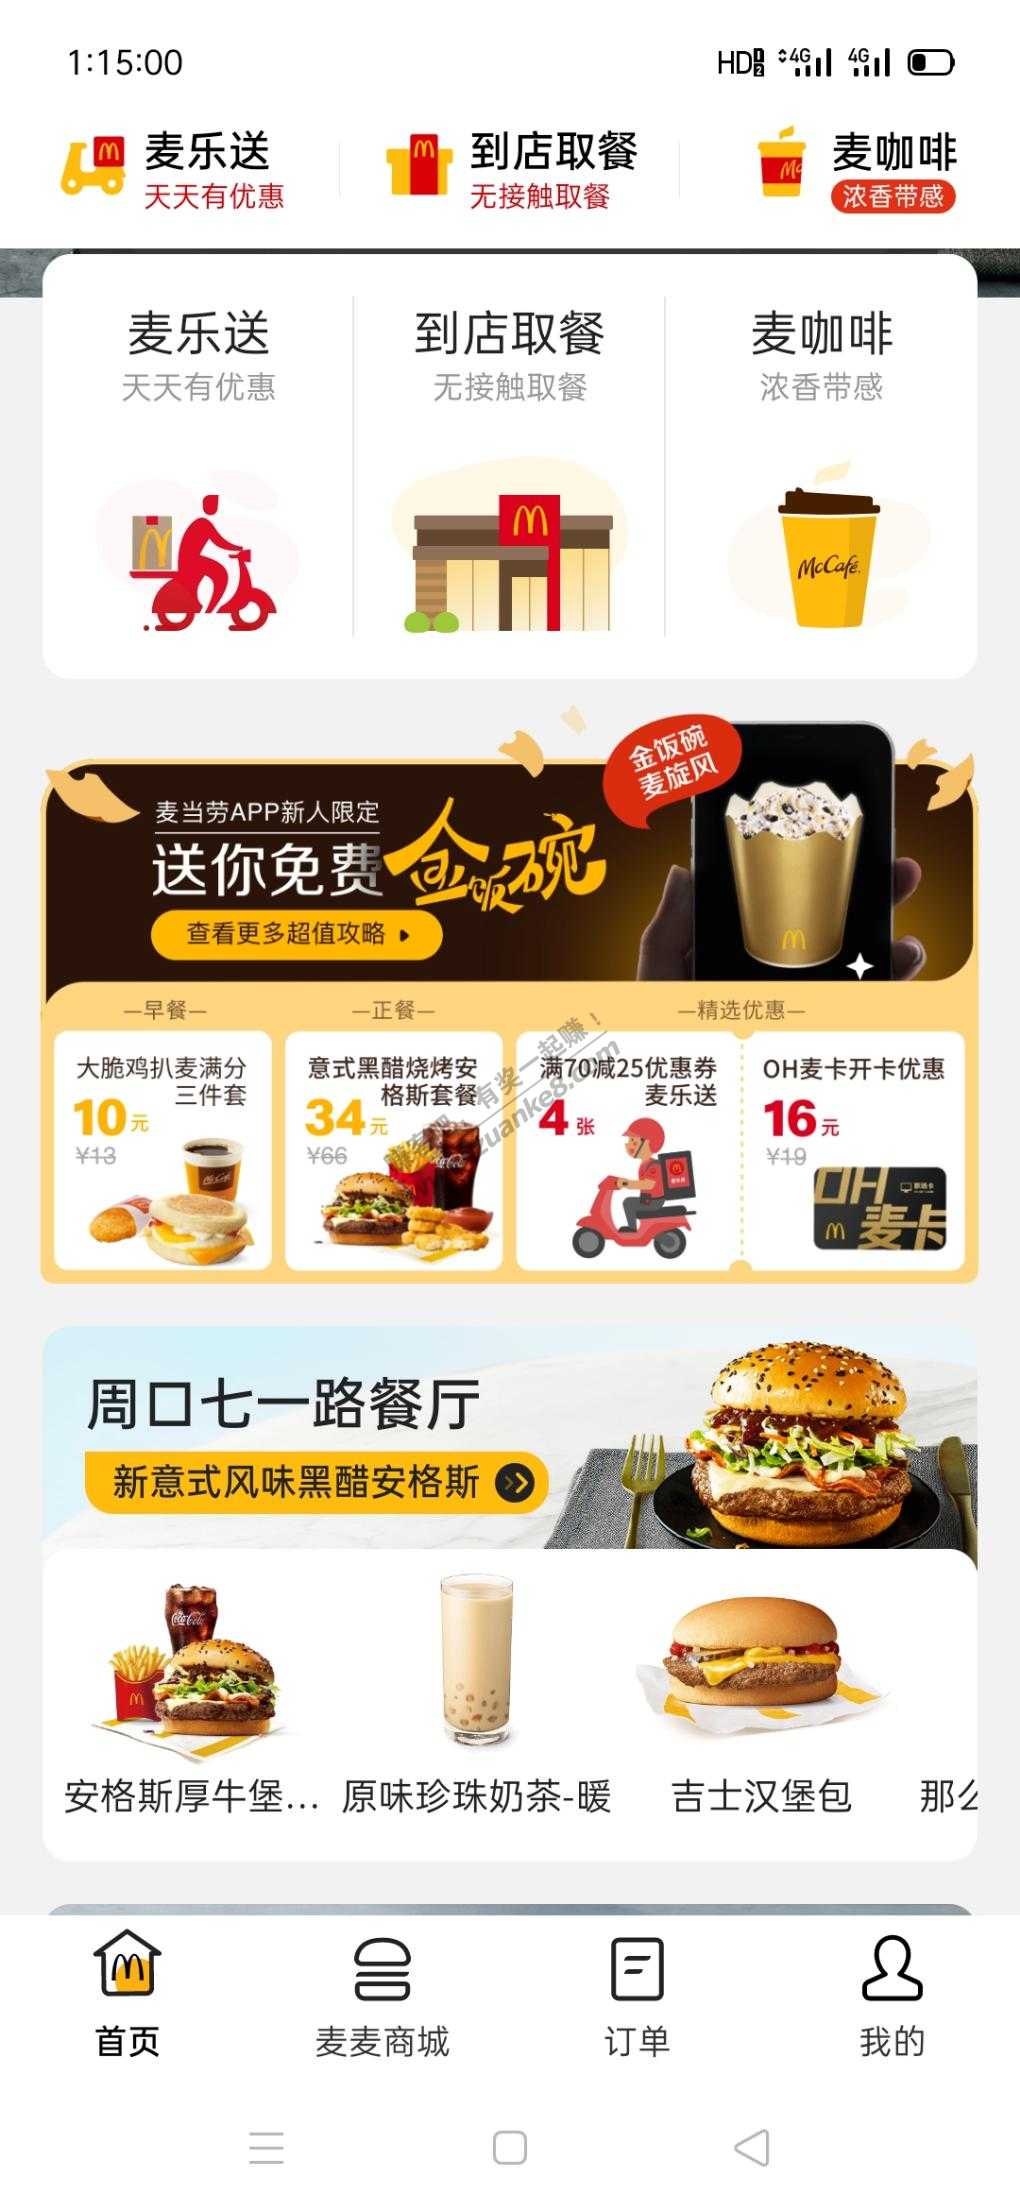 1:15:00
HD 1 2 4G 4G
麦乐送
天天有优惠
到店取餐
无接触取餐
麦咖啡
浓香带感
麦乐送
天天有优惠
到店取餐
无接触取餐
麦咖啡
浓香带感
McCafé.
金饭碗
麦旋风
麦当劳APP新人限定
送你免费金饭碗
查看更多超值攻略
—早餐—
—正餐—
—精选优惠—
大脆鸡扒麦满分
三件套
10元
¥13
意式黑醋烧烤安
格斯套餐
34元
¥66
满70减25优惠券
麦乐送
4张
OH麦卡开卡优惠
16元
¥19
OH
麦卡
有奖一起赚!
zuanke8.com
周口七一路餐厅
新意式风味黑醋安格斯
Coca-Cola
安格斯厚牛堡...
原味珍珠奶茶-暖
吉士汉堡包
那么
首页
麦麦商城
订单
我的